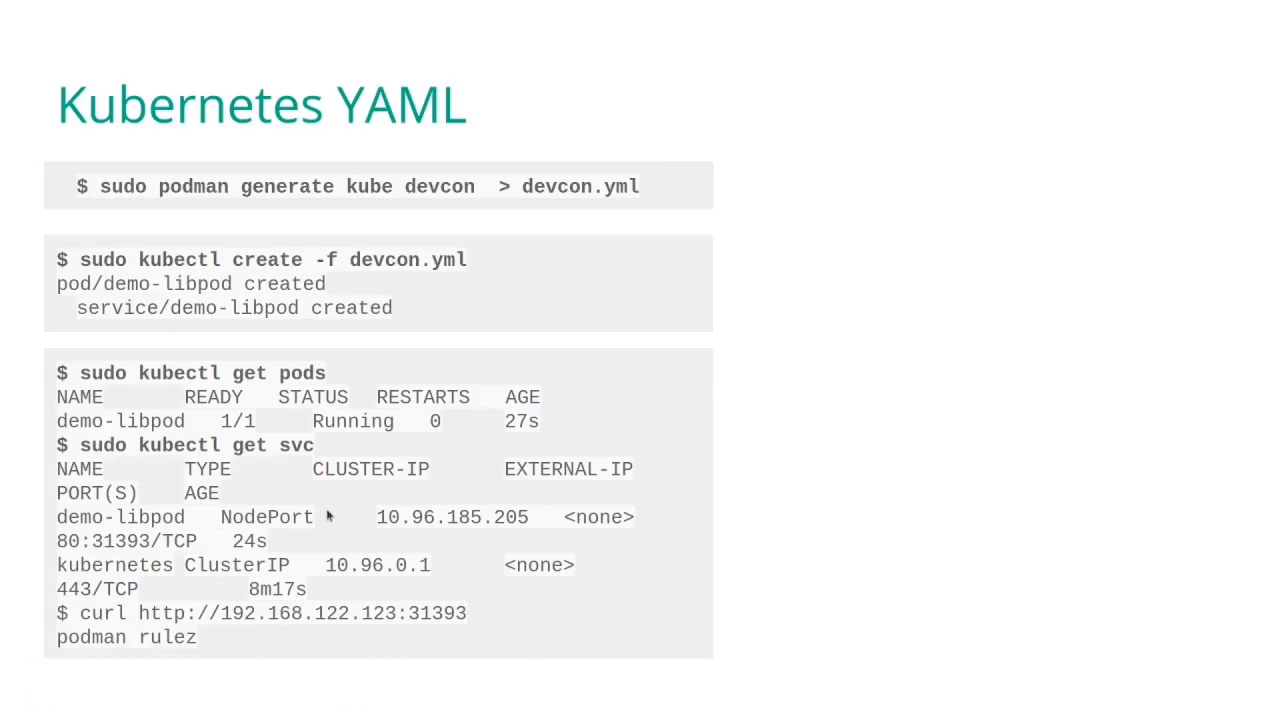 Kubernetes YAML
$ sudo podman generate kube devcon > devcon.yml
$ sudo kubectl create -f devcon.yml
pod/demo-libpod created
service/demo-libpod created
$ sudo kubectl get pods
NAME READY STATUS RESTARTS AGE
demo-libpod 1/1 Running 0 27s
$ sudo kubectl get svc
NAME TYPE CLUSTER-IP EXTERNAL-IP
PORT(S) AGE
demo-libpod NodePort 10.96.185.205 <none>
80:31393/TCP 24s
kubernetes ClusterIP 10.96.0.1 <none>
443/TCP 8m17s
$ curl http://192.168.122.123:31393
podman rulez